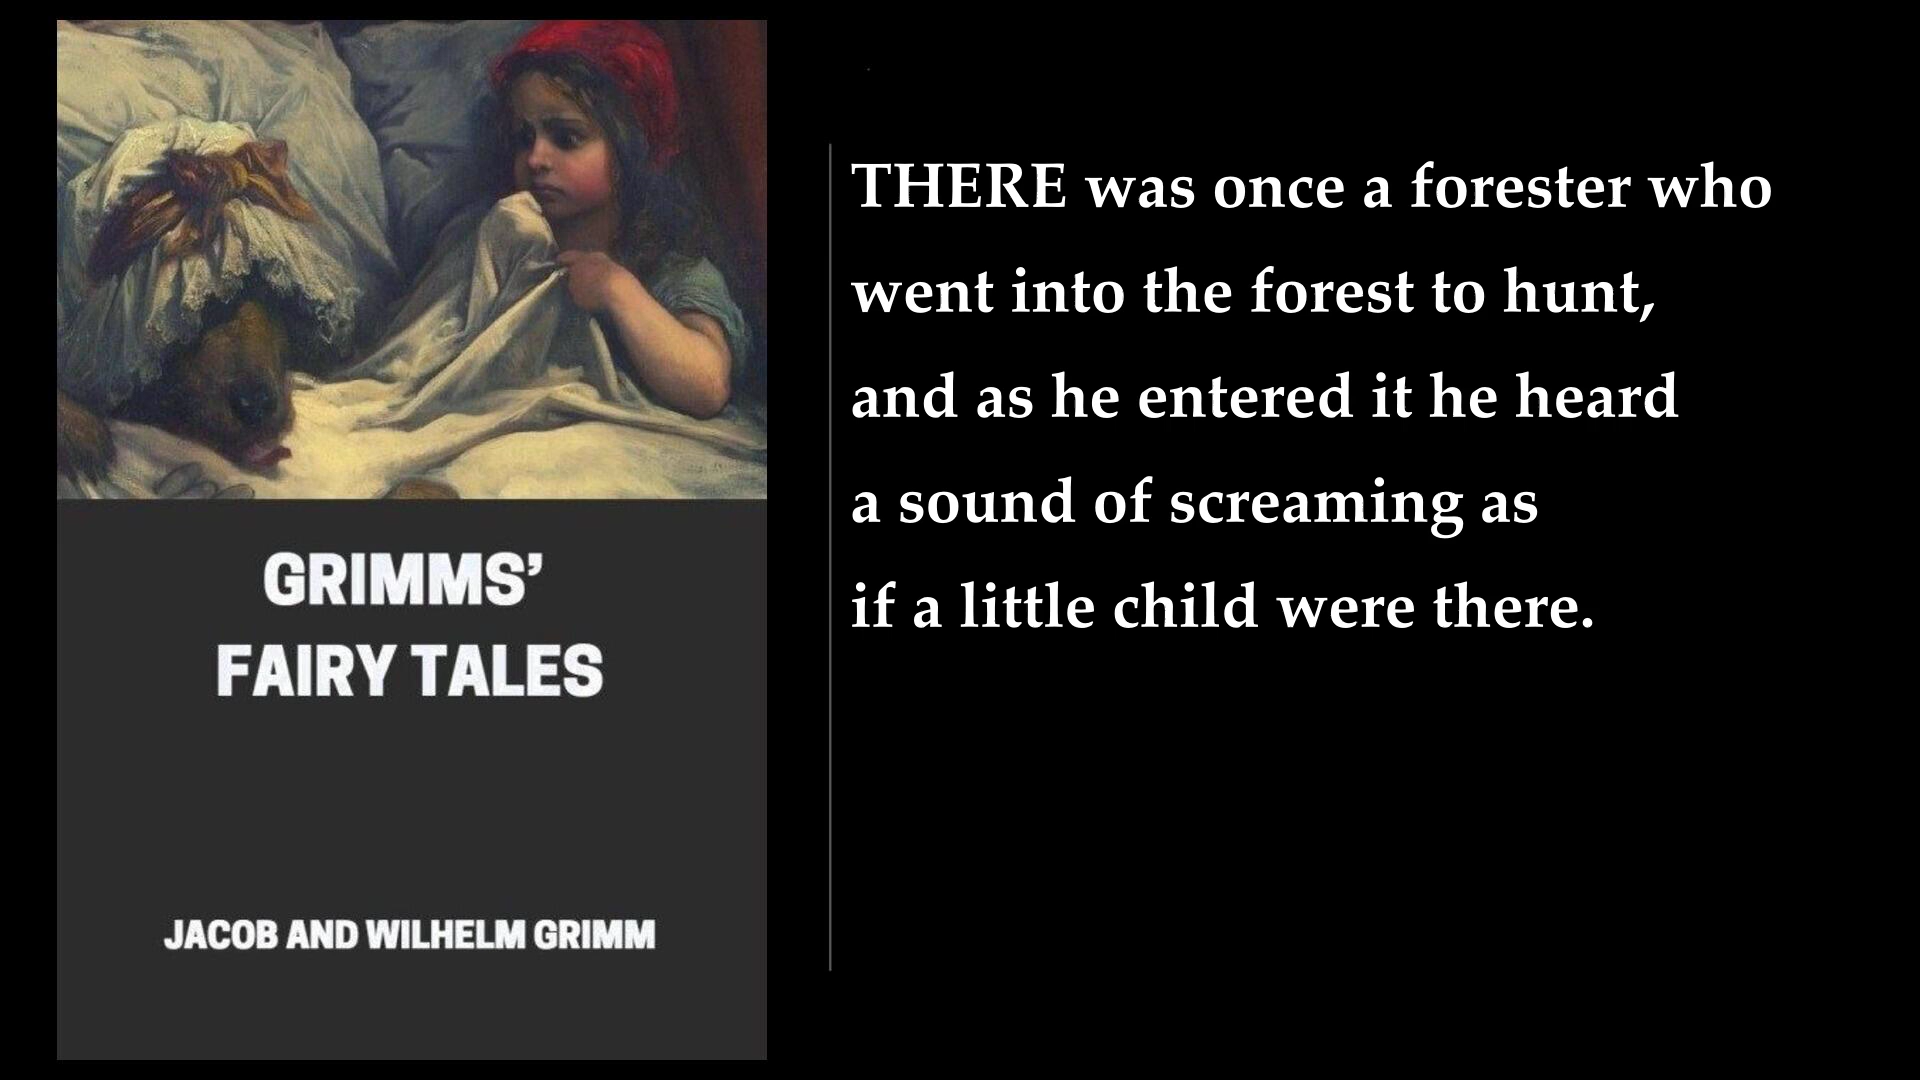 GRIMMS’
FAIRY TALES
JACOB AND WILHELM GRIMM
THERE was once a forester who
went into the forest to hunt,
and as he entered it he heard
a sound of screaming as
if a little child were there.